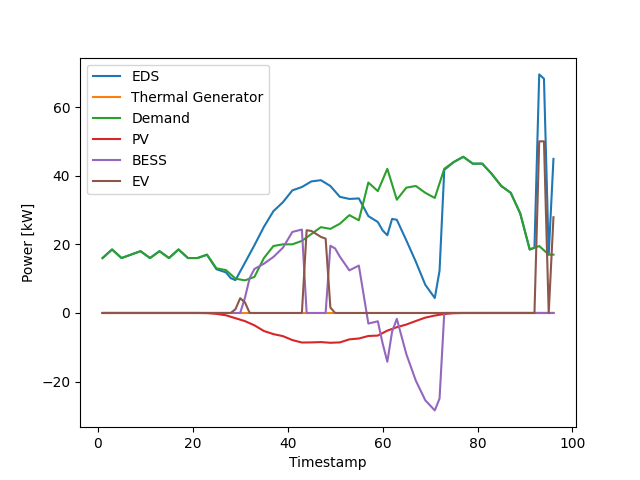 EDS
Thermal Generator
Demand
PV
BESS
EV
60
40
20
0
−20
Power [kW]
0 20 40 60 80 100
Timestamp